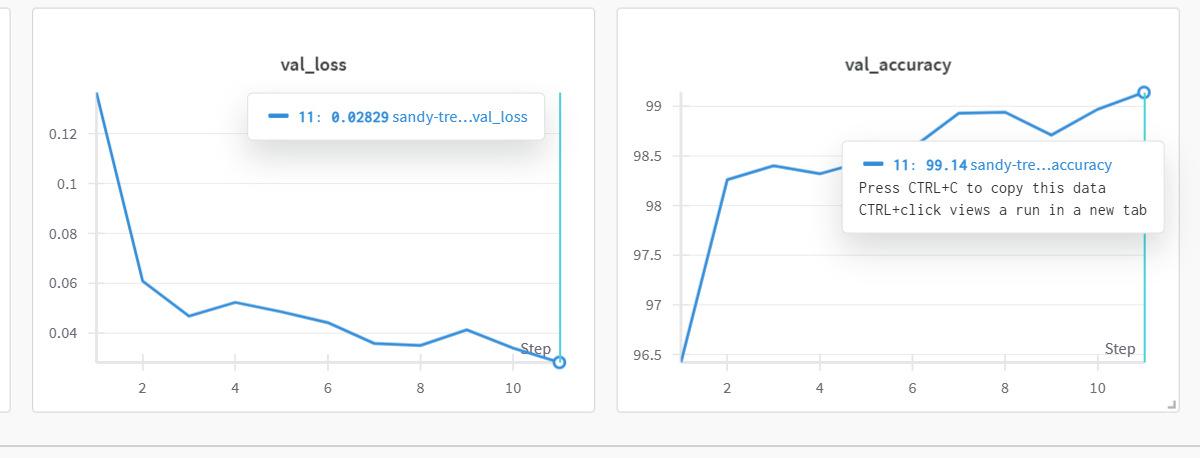 val_loss
11: 0.02829 sandy-tre...val_loss
0.12
0.1
0.08
0.06
0.04
Step
2 4 6 8 10
val_accuracy
99
98.5
98
97.5
97
96.5
11: 99.14 sandy-tre...accuracy
Press CTRL+C to copy this data
CTRL+click views a run in a new tab
Step
2 4 6 8 10